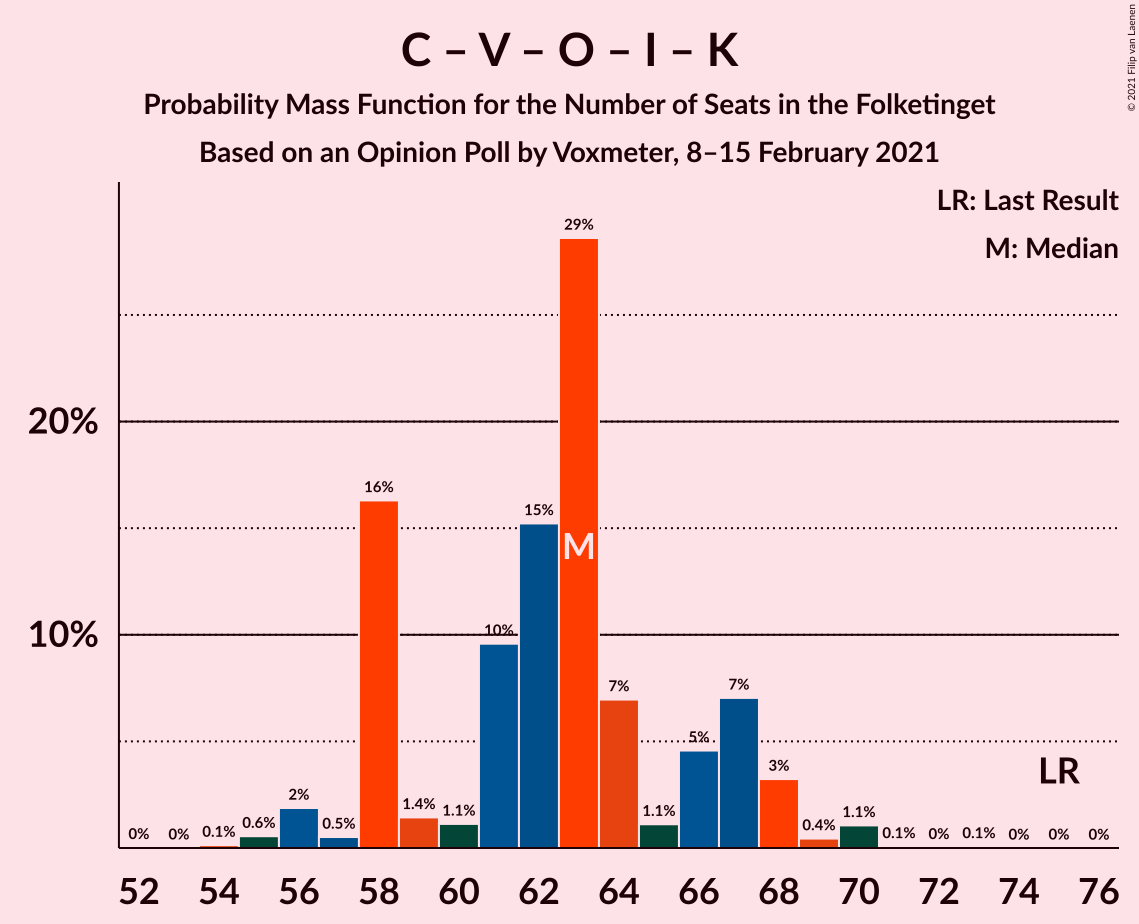 C – V – O – I – K
Probability Mass Function for the Number of Seats in the Folketinget
Based on an Opinion Poll by Voxmeter, 8–15 February 2021
© 2021 Filip van Laenen
LR: Last Result
M: Median
20%
10%
0% 0% 0.1% 0.6% 2% 0.5% 16% 1.4% 1.1% 10% 15% 29% 7% 1.1% 5% 7% 3% 0.4% 1.1% 0.1% 0% 0.1% 0% 0% 0%
M
LR
52 54 56 58 60 62 64 66 68 70 72 74 76